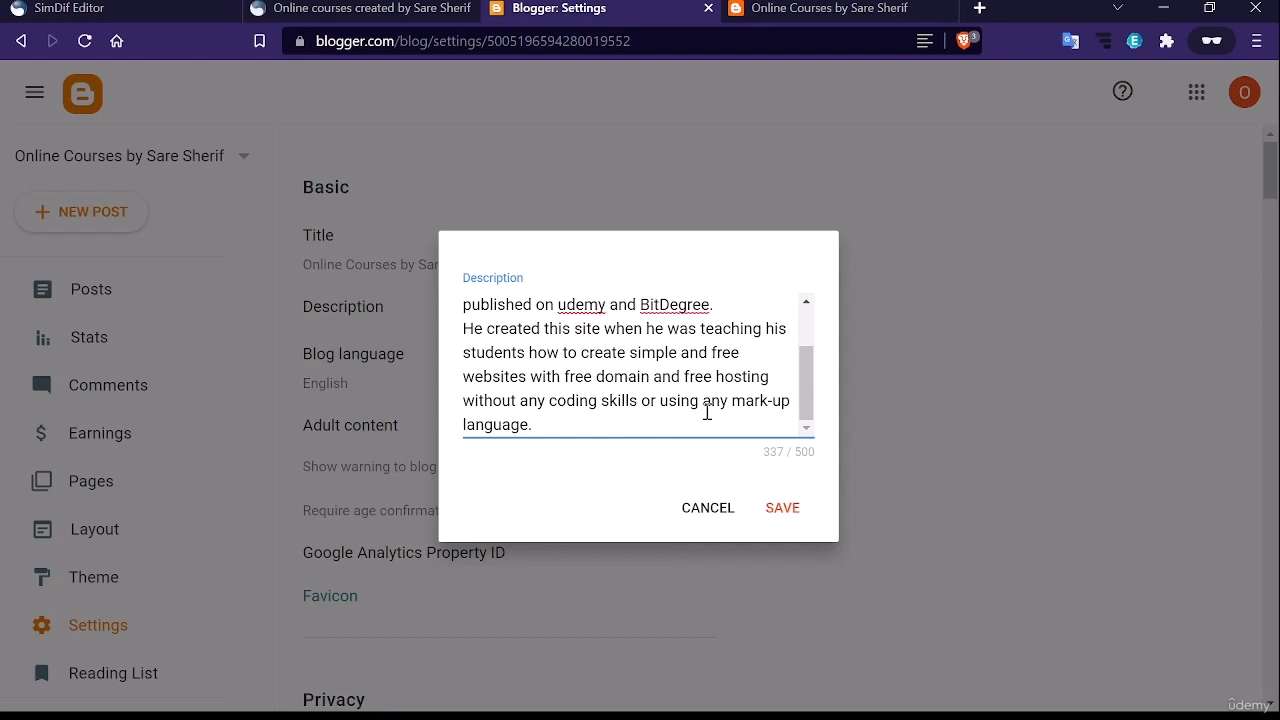 SimDif Editor
Online courses created by Sare Sherif
Blogger: Settings
Online Courses by Sare Sherif
blogger.com/blog/settings/5005196594280019552
3
O
Online Courses by Sare Sherif
NEW POST
Posts
Stats
Comments
Earnings
Pages
Layout
Theme
Settings
Reading List
Basic
Title
Online Courses by Sar
Description
Blog language
English
Adult content
Show warning to blog
Require age confirmat
Google Analytics Property ID
Favicon
Privacy
Description
published on udemy and BitDegree.
He created this site when he was teaching his
students how to create simple and free
websites with free domain and free hosting
without any coding skills or using any mark-up
language.
337 / 500
CANCEL
SAVE
udemy